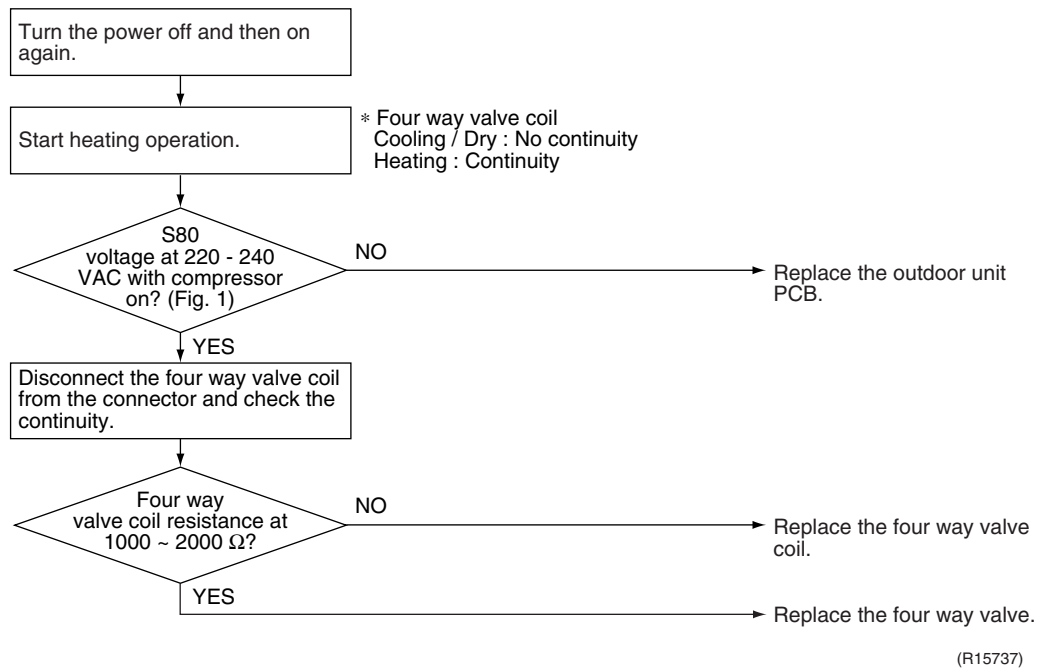 Turn the power off and then on
again.
Start heating operation.
* Four way valve coil
Cooling / Dry : No continuity
Heating : Continuity
S80
voltage at 220 - 240
VAC with compressor
on? (Fig. 1)
NO
Replace the outdoor unit
PCB.
YES
Disconnect the four way valve coil
from the connector and check the
continuity.
Four way
valve coil resistance at
1000 ~ 2000 Ω?
NO
Replace the four way valve
coil.
YES
Replace the four way valve.
(R15737)